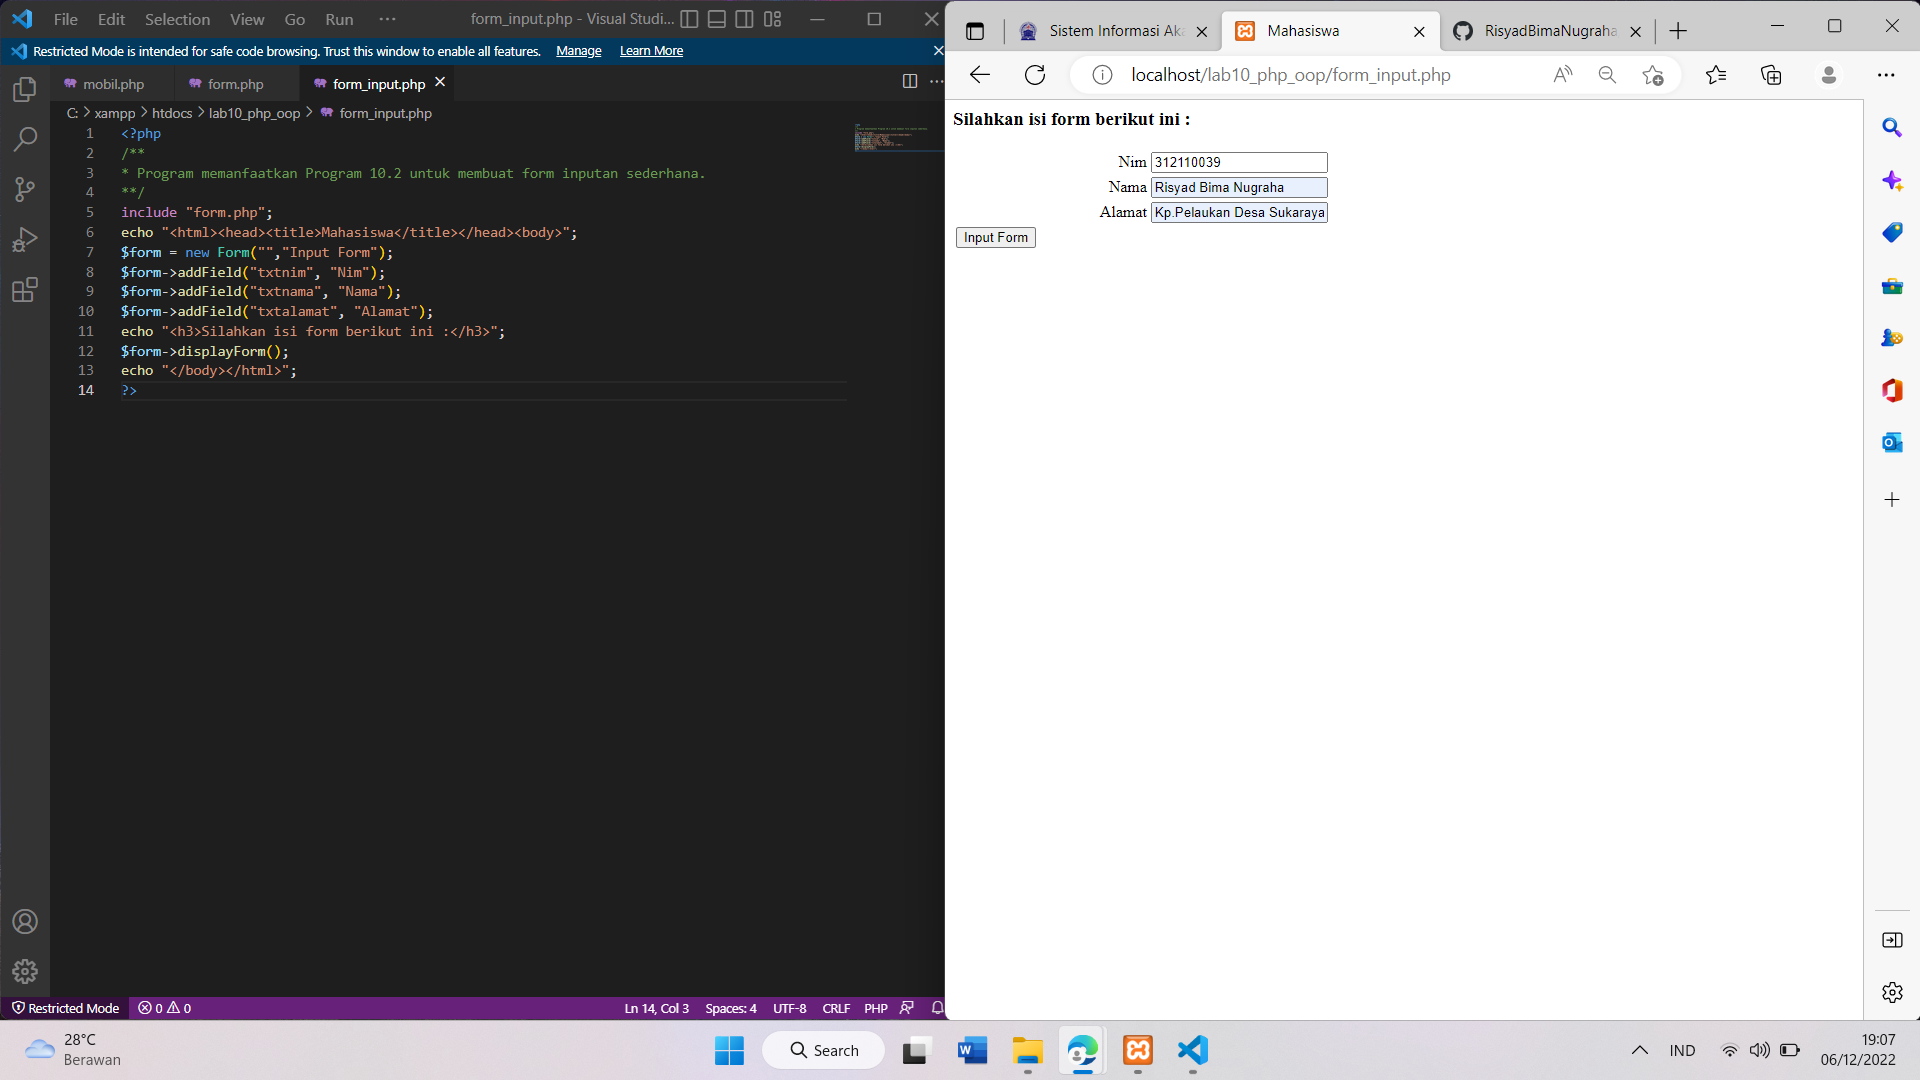 File Edit Selection View Go Run ··· form_input.php - Visual Studi...
Restricted Mode is intended for safe code browsing. Trust this window to enable all features. Manage Learn More
mobil.php form.php form_input.php
C: > xampp > htdocs > lab10_php_oop > form_input.php
1 <?php
2 /**
3 * Program memanfaatkan Program 10.2 untuk membuat form inputan sederhana.
4 **/
5 include "form.php";
6 echo "<html><head><title>Mahasiswa</title></head><body>";
7 $form = new Form("","Input Form");
8 $form->addField("txtnim", "Nim");
9 $form->addField("txtnama", "Nama");
10 $form->addField("txtalamat", "Alamat");
11 echo "<h3>Silahkan isi form berikut ini :</h3>";
12 $form->displayForm();
13 echo "</body></html>";
14 ?>
Restricted Mode 0 0 Ln 14, Col 3 Spaces: 4 UTF-8 CRLF PHP
Sistem Informasi Aka Mahasiswa RisyadBimaNugraha
localhost/lab10_php_oop/form_input.php
Silahkan isi form berikut ini :
Nim 312110039
Nama Risyad Bima Nugraha
Alamat Kp.Pelaukan Desa Sukaraya
Input Form
28°C
Berawan
Search
IND
19:07
06/12/2022